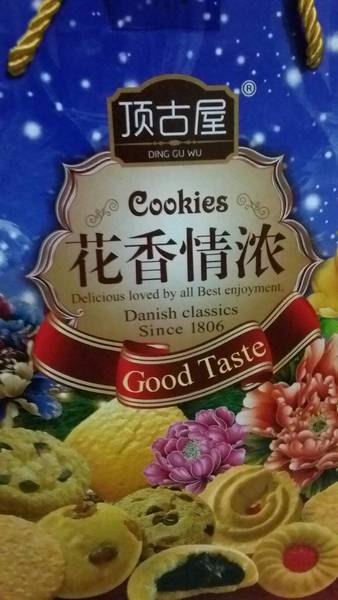 顶古屋®
DING GU WU
Cookies
花香情浓
Delicious loved by all Best enjoyment.
Danish classics
Since 1806
Good Taste